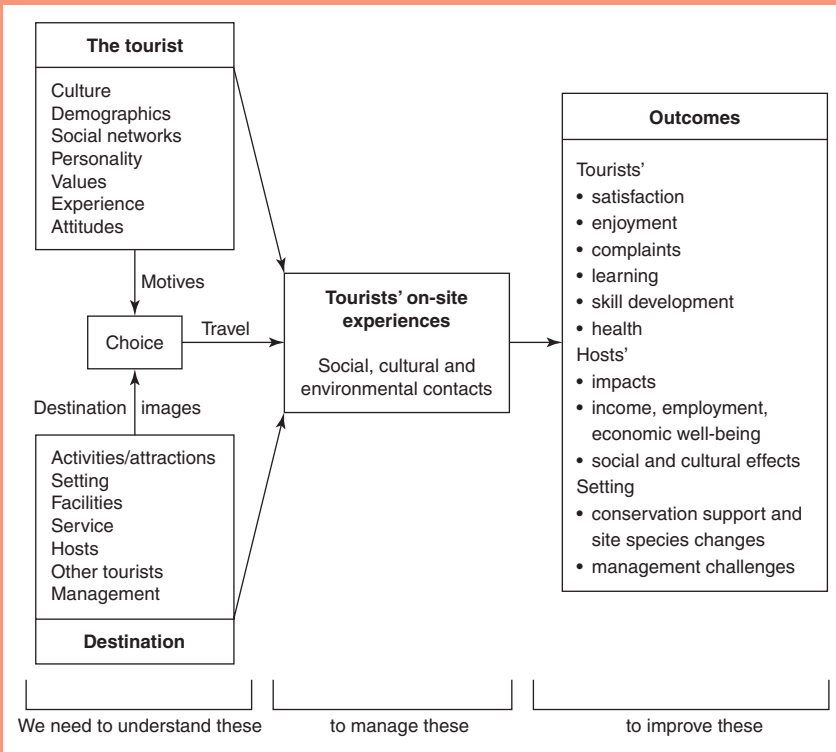 The tourist
Culture
Demographics
Social networks
Personality
Values
Experience
Attitudes
Motives
Choice
Travel
Destination images
Activities/attractions
Setting
Facilities
Service
Hosts
Other tourists
Management
Destination
Tourists' on-site
experiences
Social, cultural and
environmental contacts
Outcomes
Tourists'
• satisfaction
• enjoyment
• complaints
• learning
• skill development
• health
Hosts'
• impacts
• income, employment,
economic well-being
• social and cultural effects
Setting
• conservation support and
site species changes
• management challenges
We need to understand these
to manage these
to improve these